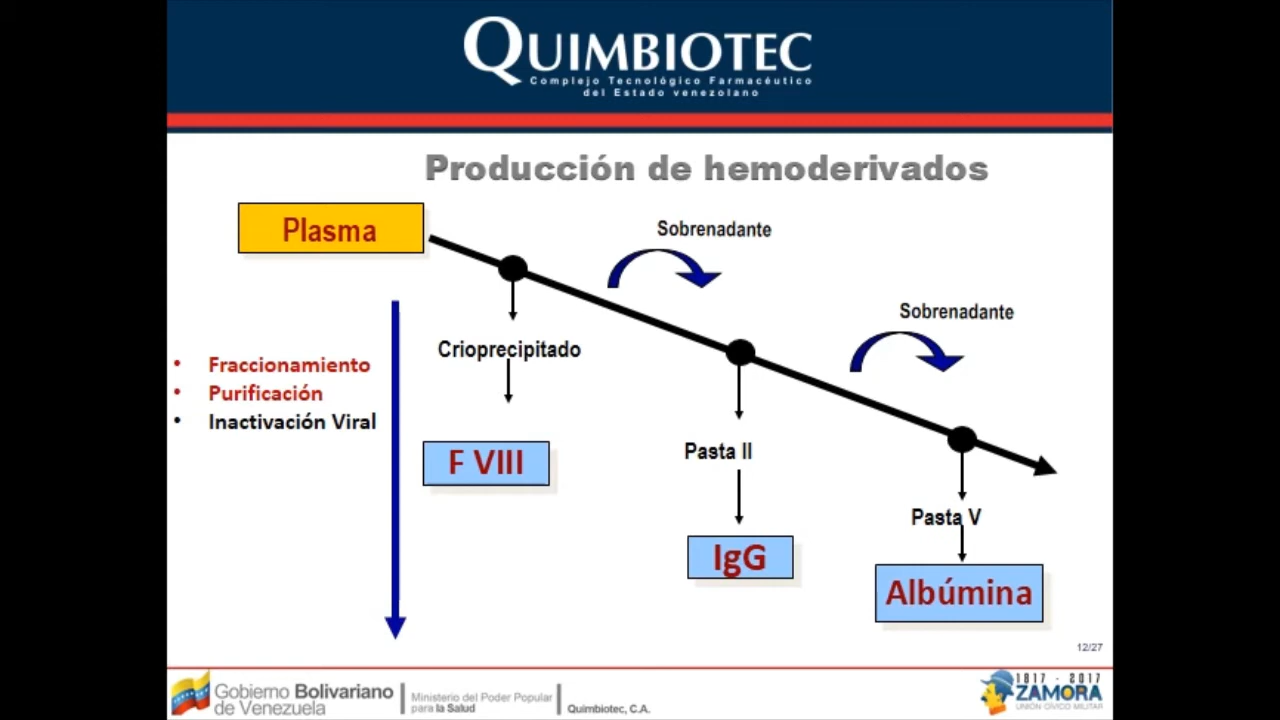 QUIMBIOTEC
Complejo Tecnológico Farmacéutico
del Estado venezolano
Producción de hemoderivados
Plasma
Sobrenadante
Sobrenadante
Crioprecipitado
• Fraccionamiento
• Purificación
• Inactivación Viral
F VIII
Pasta II
Pasta V
IgG
Albúmina
12/27
Gobierno Bolivariano
de Venezuela
Ministerio del Poder Popular
para la Salud
Quimbiotec, C.A.
1817 - 2017
ZAMORA
UNIÓN CÍVICO MILITAR